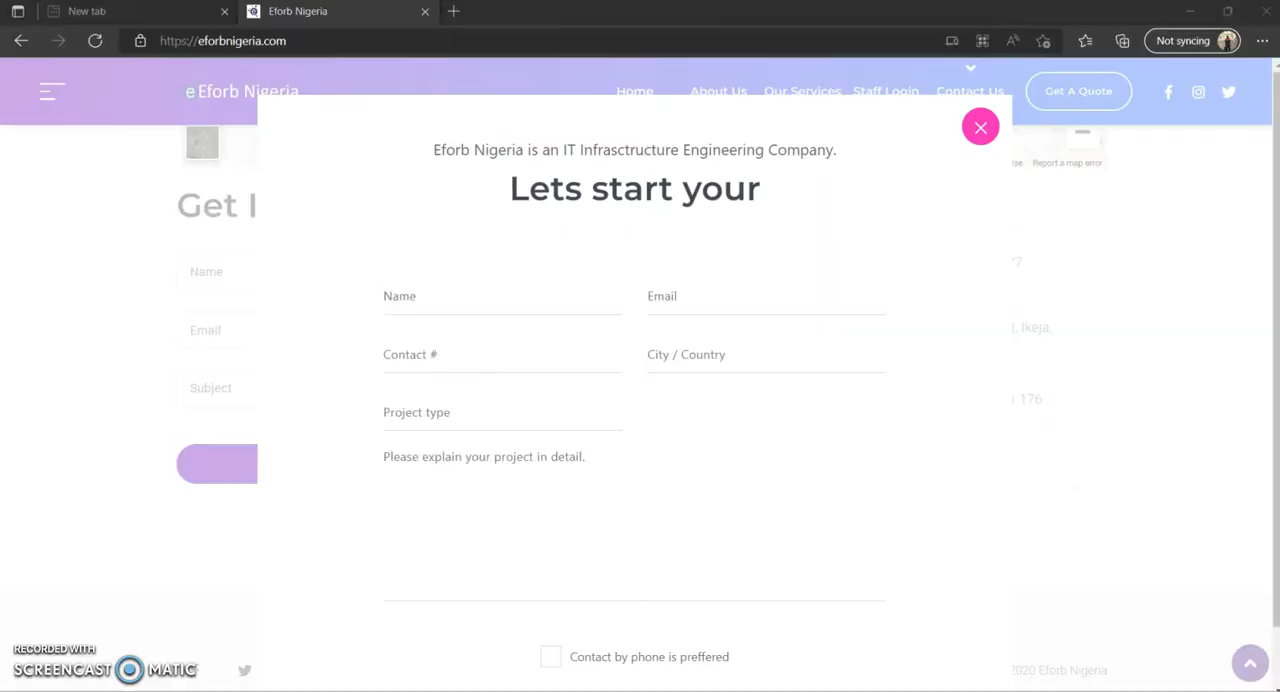 New tab
Eforb Nigeria
https://eforbnigeria.com
Not syncing
e Eforb Nigeria
Home
About Us
Our Services
Staff Login
Contact Us
Get A Quote
Report a map error
Eforb Nigeria is an IT Infrasctructure Engineering Company.
Lets start your
Get
Name
Email
Subject
Name
Email
Contact #
City / Country
Project type
Please explain your project in detail.
Ikeja,
176
Contact by phone is preffered
2020 Eforb Nigeria
RECORDED WITH
SCREENCAST MATIC